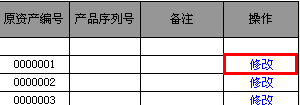 原资产编号 产品序列号 备注 操作
0000001 修改
0000002 修改
0000003 修改